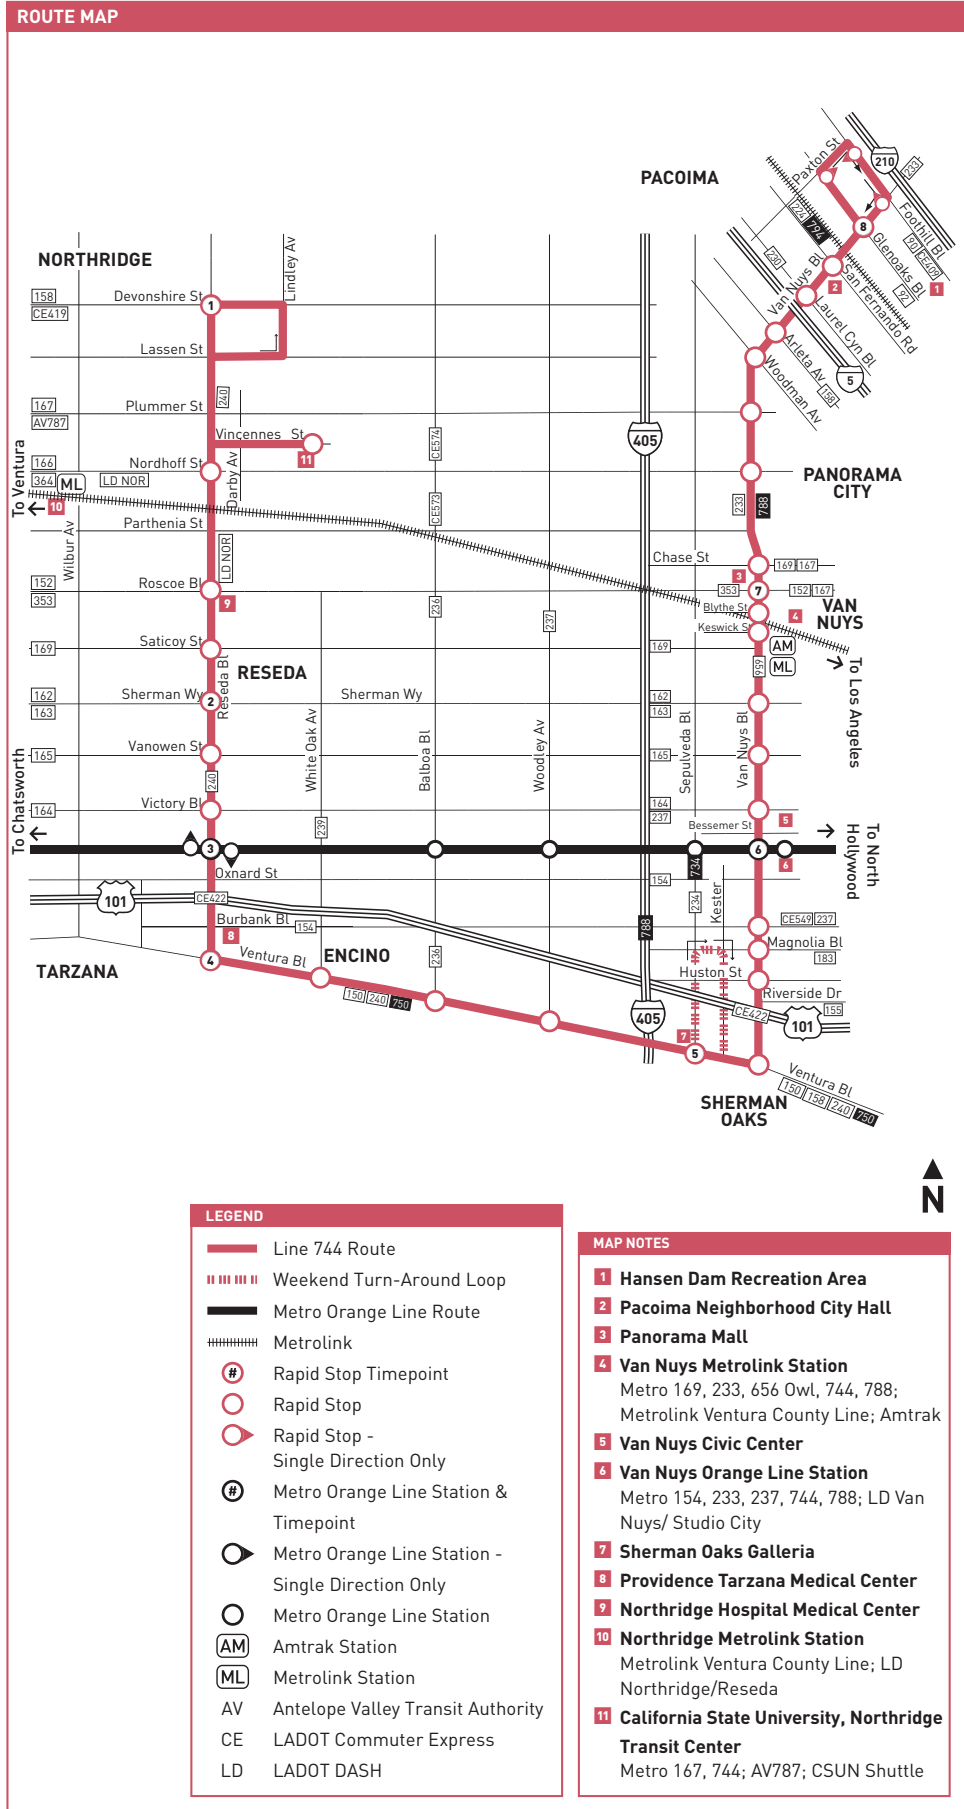 ROUTE MAP
PACOIMA
Paxton St
210
233
224
794
8
Foothill Bl
Glenoaks Bl
90
CE409
92
1
230
Van Nuys Bl
2
San Fernando Rd
Laurel Cyn Bl
Arleta Av
158
5
Woodman Av
NORTHRIDGE
Lindley Av
158
Devonshire St
1
CE419
Lassen St
240
167
Plummer St
AV787
Vincennes St
11
405
CE574
To Ventura
166
Nordhoff St
364
ML
LD NOR
Darby Av
10
PANORAMA
CITY
233
788
CE573
Wilbur Av
Parthenia St
LD NOR
Chase St
169
167
3
152
Roscoe Bl
353
9
353
7
152
167
236
237
Blythe St
4
VAN
NUYS
Keswick St
169
Saticoy St
169
AM
ML
656
To Los Angeles
RESEDA
Reseda Bl
162
Sherman Wy
2
Sherman Wy
163
162
163
White Oak Av
Balboa Bl
Woodley Av
Sepulveda Bl
Van Nuys Bl
165
Vanowen St
165
To Chatsworth
240
164
Victory Bl
239
164
237
Bessemer St
5
3
6
6
To North
Hollywood
734
Oxnard St
154
101
CE422
234
Kester
Burbank Bl
154
788
CE549
237
8
Magnolia Bl
183
TARZANA
4
Ventura Bl
ENCINO
236
Huston St
Riverside Dr
155
150
240
750
405
CE422
101
7
5
Ventura Bl
150
158
240
750
SHERMAN
OAKS
N
LEGEND
Line 744 Route
Weekend Turn-Around Loop
Metro Orange Line Route
Metrolink
# Rapid Stop Timepoint
Rapid Stop
Rapid Stop -
Single Direction Only
# Metro Orange Line Station &
Timepoint
Metro Orange Line Station -
Single Direction Only
Metro Orange Line Station
AM Amtrak Station
ML Metrolink Station
AV Antelope Valley Transit Authority
CE LADOT Commuter Express
LD LADOT DASH
MAP NOTES
1 Hansen Dam Recreation Area
2 Pacoima Neighborhood City Hall
3 Panorama Mall
4 Van Nuys Metrolink Station
Metro 169, 233, 656 Owl, 744, 788;
Metrolink Ventura County Line; Amtrak
5 Van Nuys Civic Center
6 Van Nuys Orange Line Station
Metro 154, 233, 237, 744, 788; LD Van
Nuys/ Studio City
7 Sherman Oaks Galleria
8 Providence Tarzana Medical Center
9 Northridge Hospital Medical Center
10 Northridge Metrolink Station
Metrolink Ventura County Line; LD
Northridge/Reseda
11 California State University, Northridge
Transit Center
Metro 167, 744; AV787; CSUN Shuttle